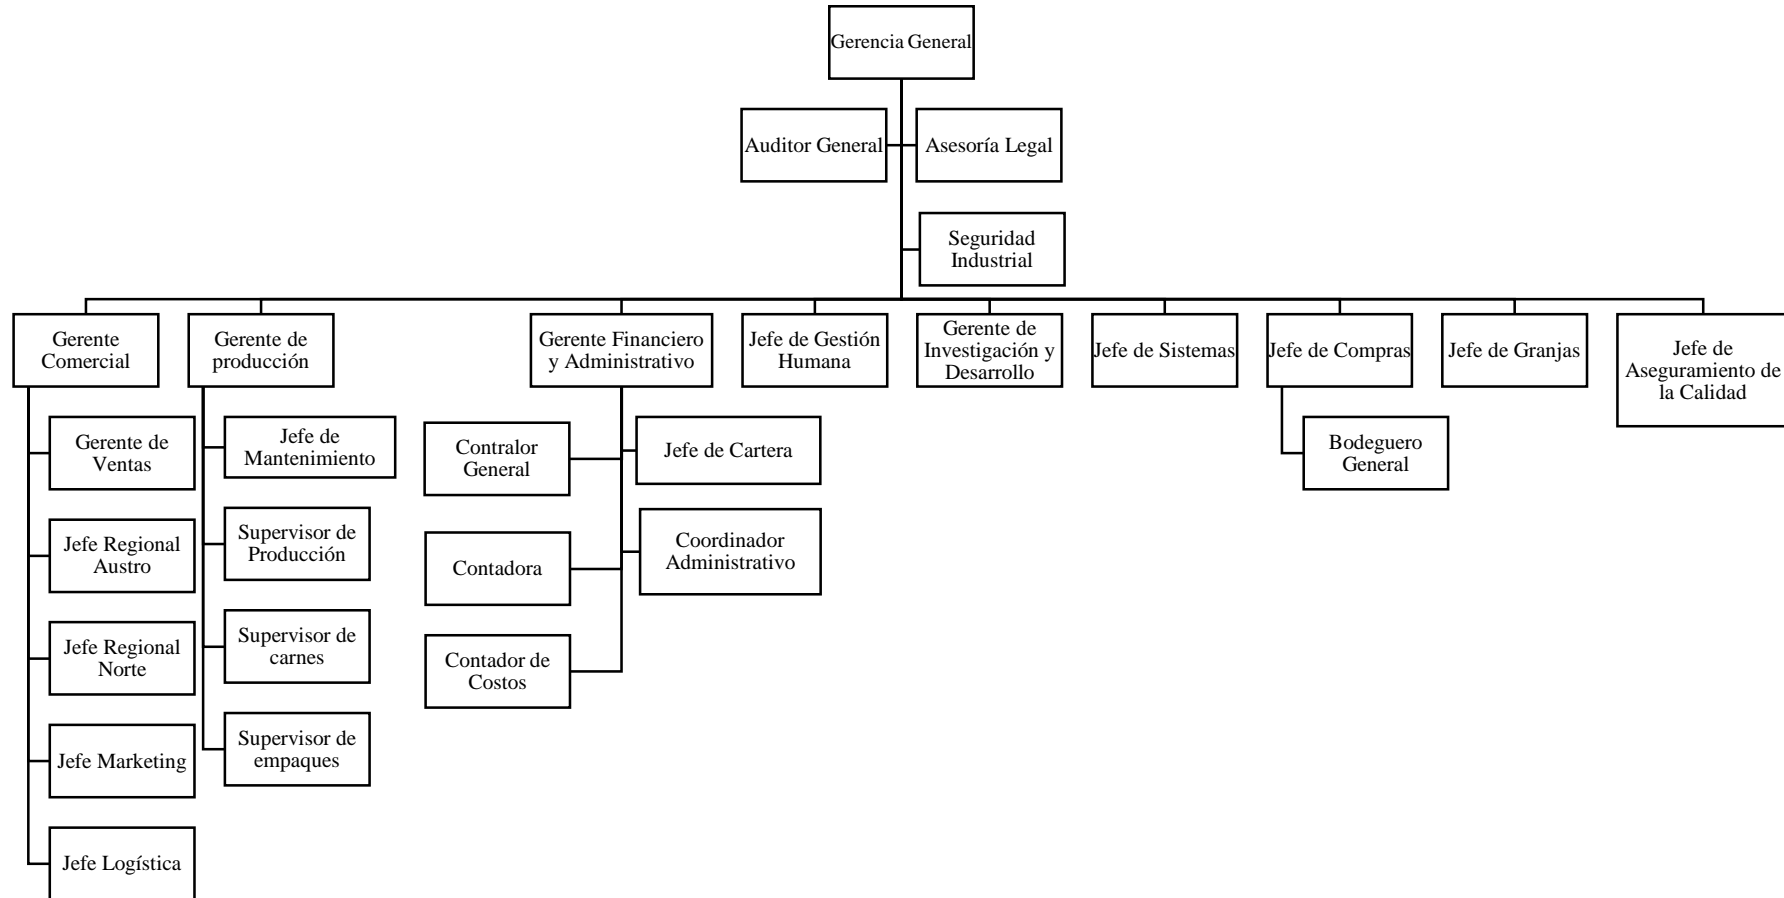 Gerencia General
Auditor General
Asesoría Legal
Seguridad
Industrial
Gerente
Comercial
Gerente de
producción
Gerente Financiero
y Administrativo
Jefe de Gestión
Humana
Gerente de
Investigación y
Desarrollo
Jefe de Sistemas
Jefe de Compras
Jefe de Granjas
Jefe de
Aseguramiento de
la Calidad
Gerente de
Ventas
Jefe Regional
Austro
Jefe Regional
Norte
Jefe Marketing
Jefe Logística
Jefe de
Mantenimiento
Supervisor de
Producción
Supervisor de
carnes
Supervisor de
empaques
Contralor
General
Contadora
Contador de
Costos
Jefe de Cartera
Coordinador
Administrativo
Bodeguero
General